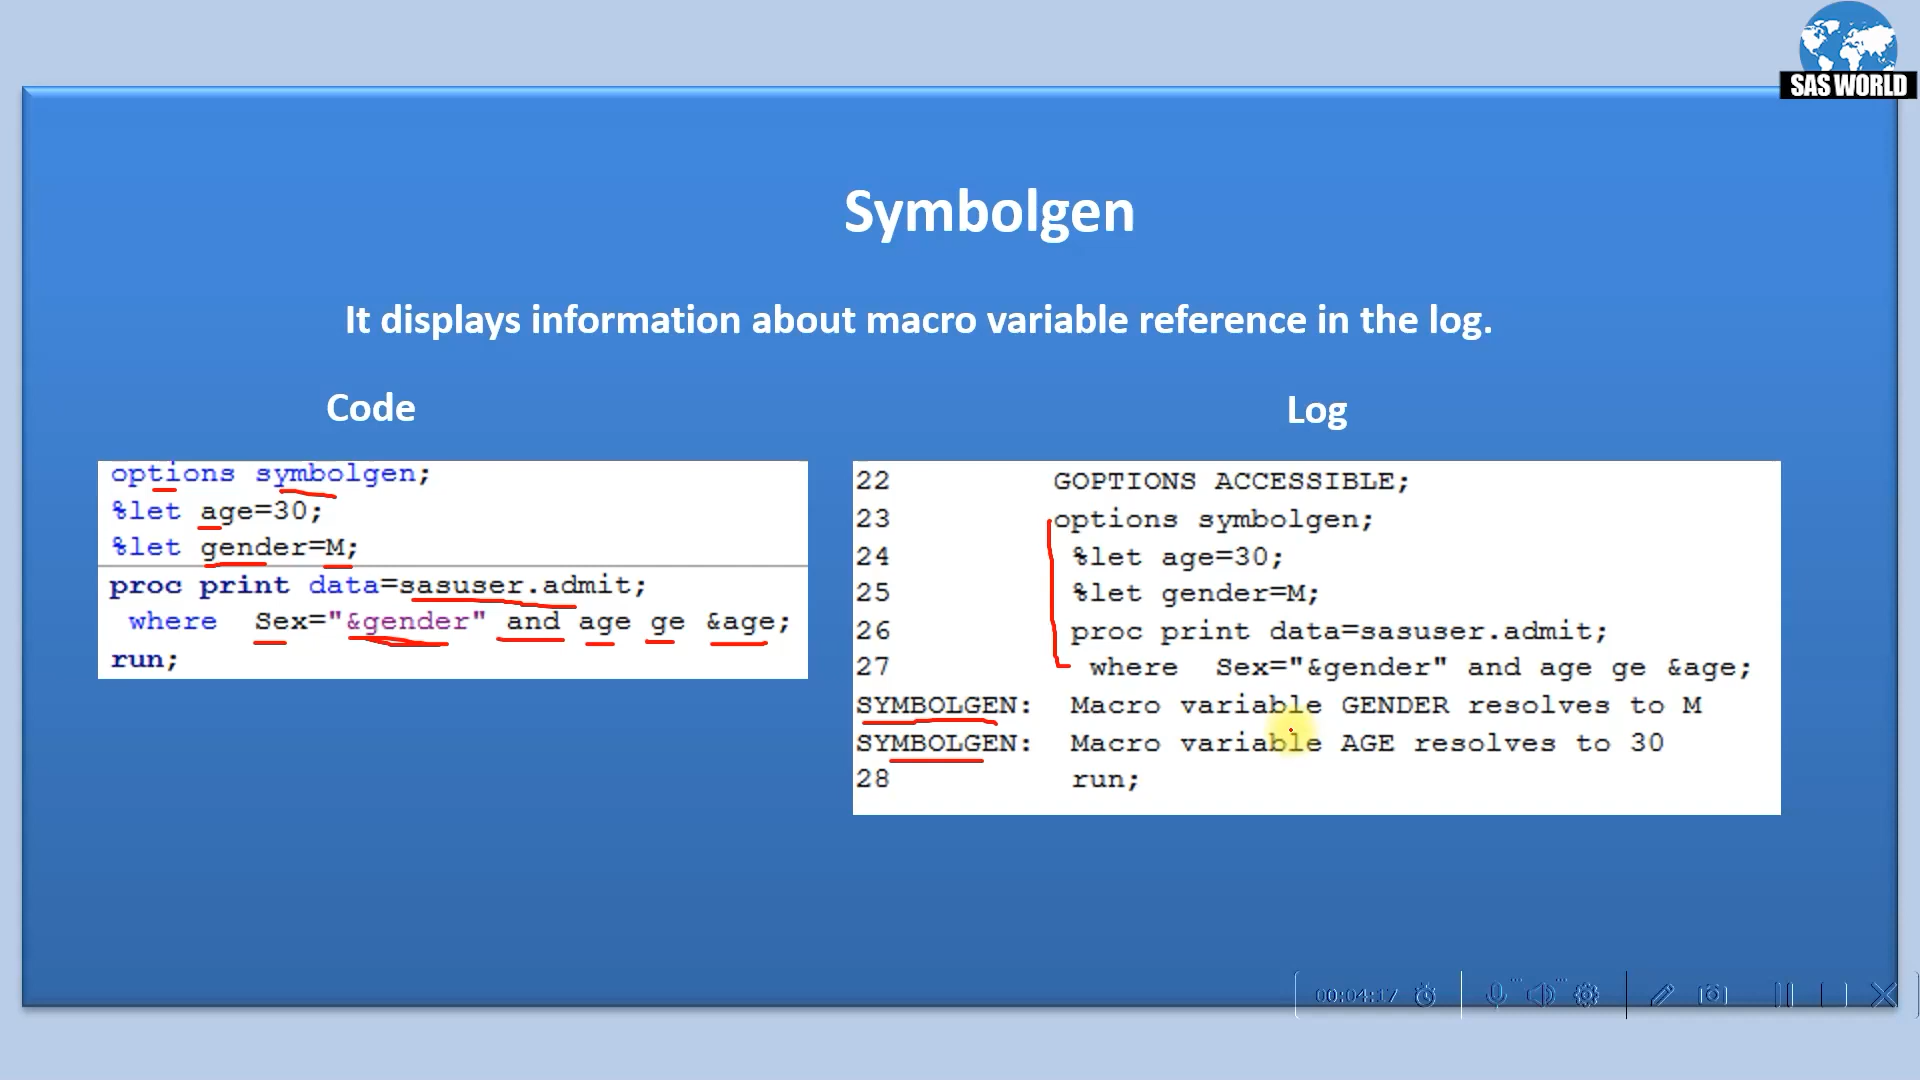 SAS WORLD
Symbolgen
It displays information about macro variable reference in the log.
Code
options symbolgen;
%let age=30;
%let gender=M;
proc print data=sasuser.admit;
where Sex="&gender" and age ge &age;
run;
Log
22 GOPTIONS ACCESSIBLE;
23 options symbolgen;
24 %let age=30;
25 %let gender=M;
26 proc print data=sasuser.admit;
27 where Sex="&gender" and age ge &age;
SYMBOLGEN: Macro variable GENDER resolves to M
SYMBOLGEN: Macro variable AGE resolves to 30
28 run;
00:04:17